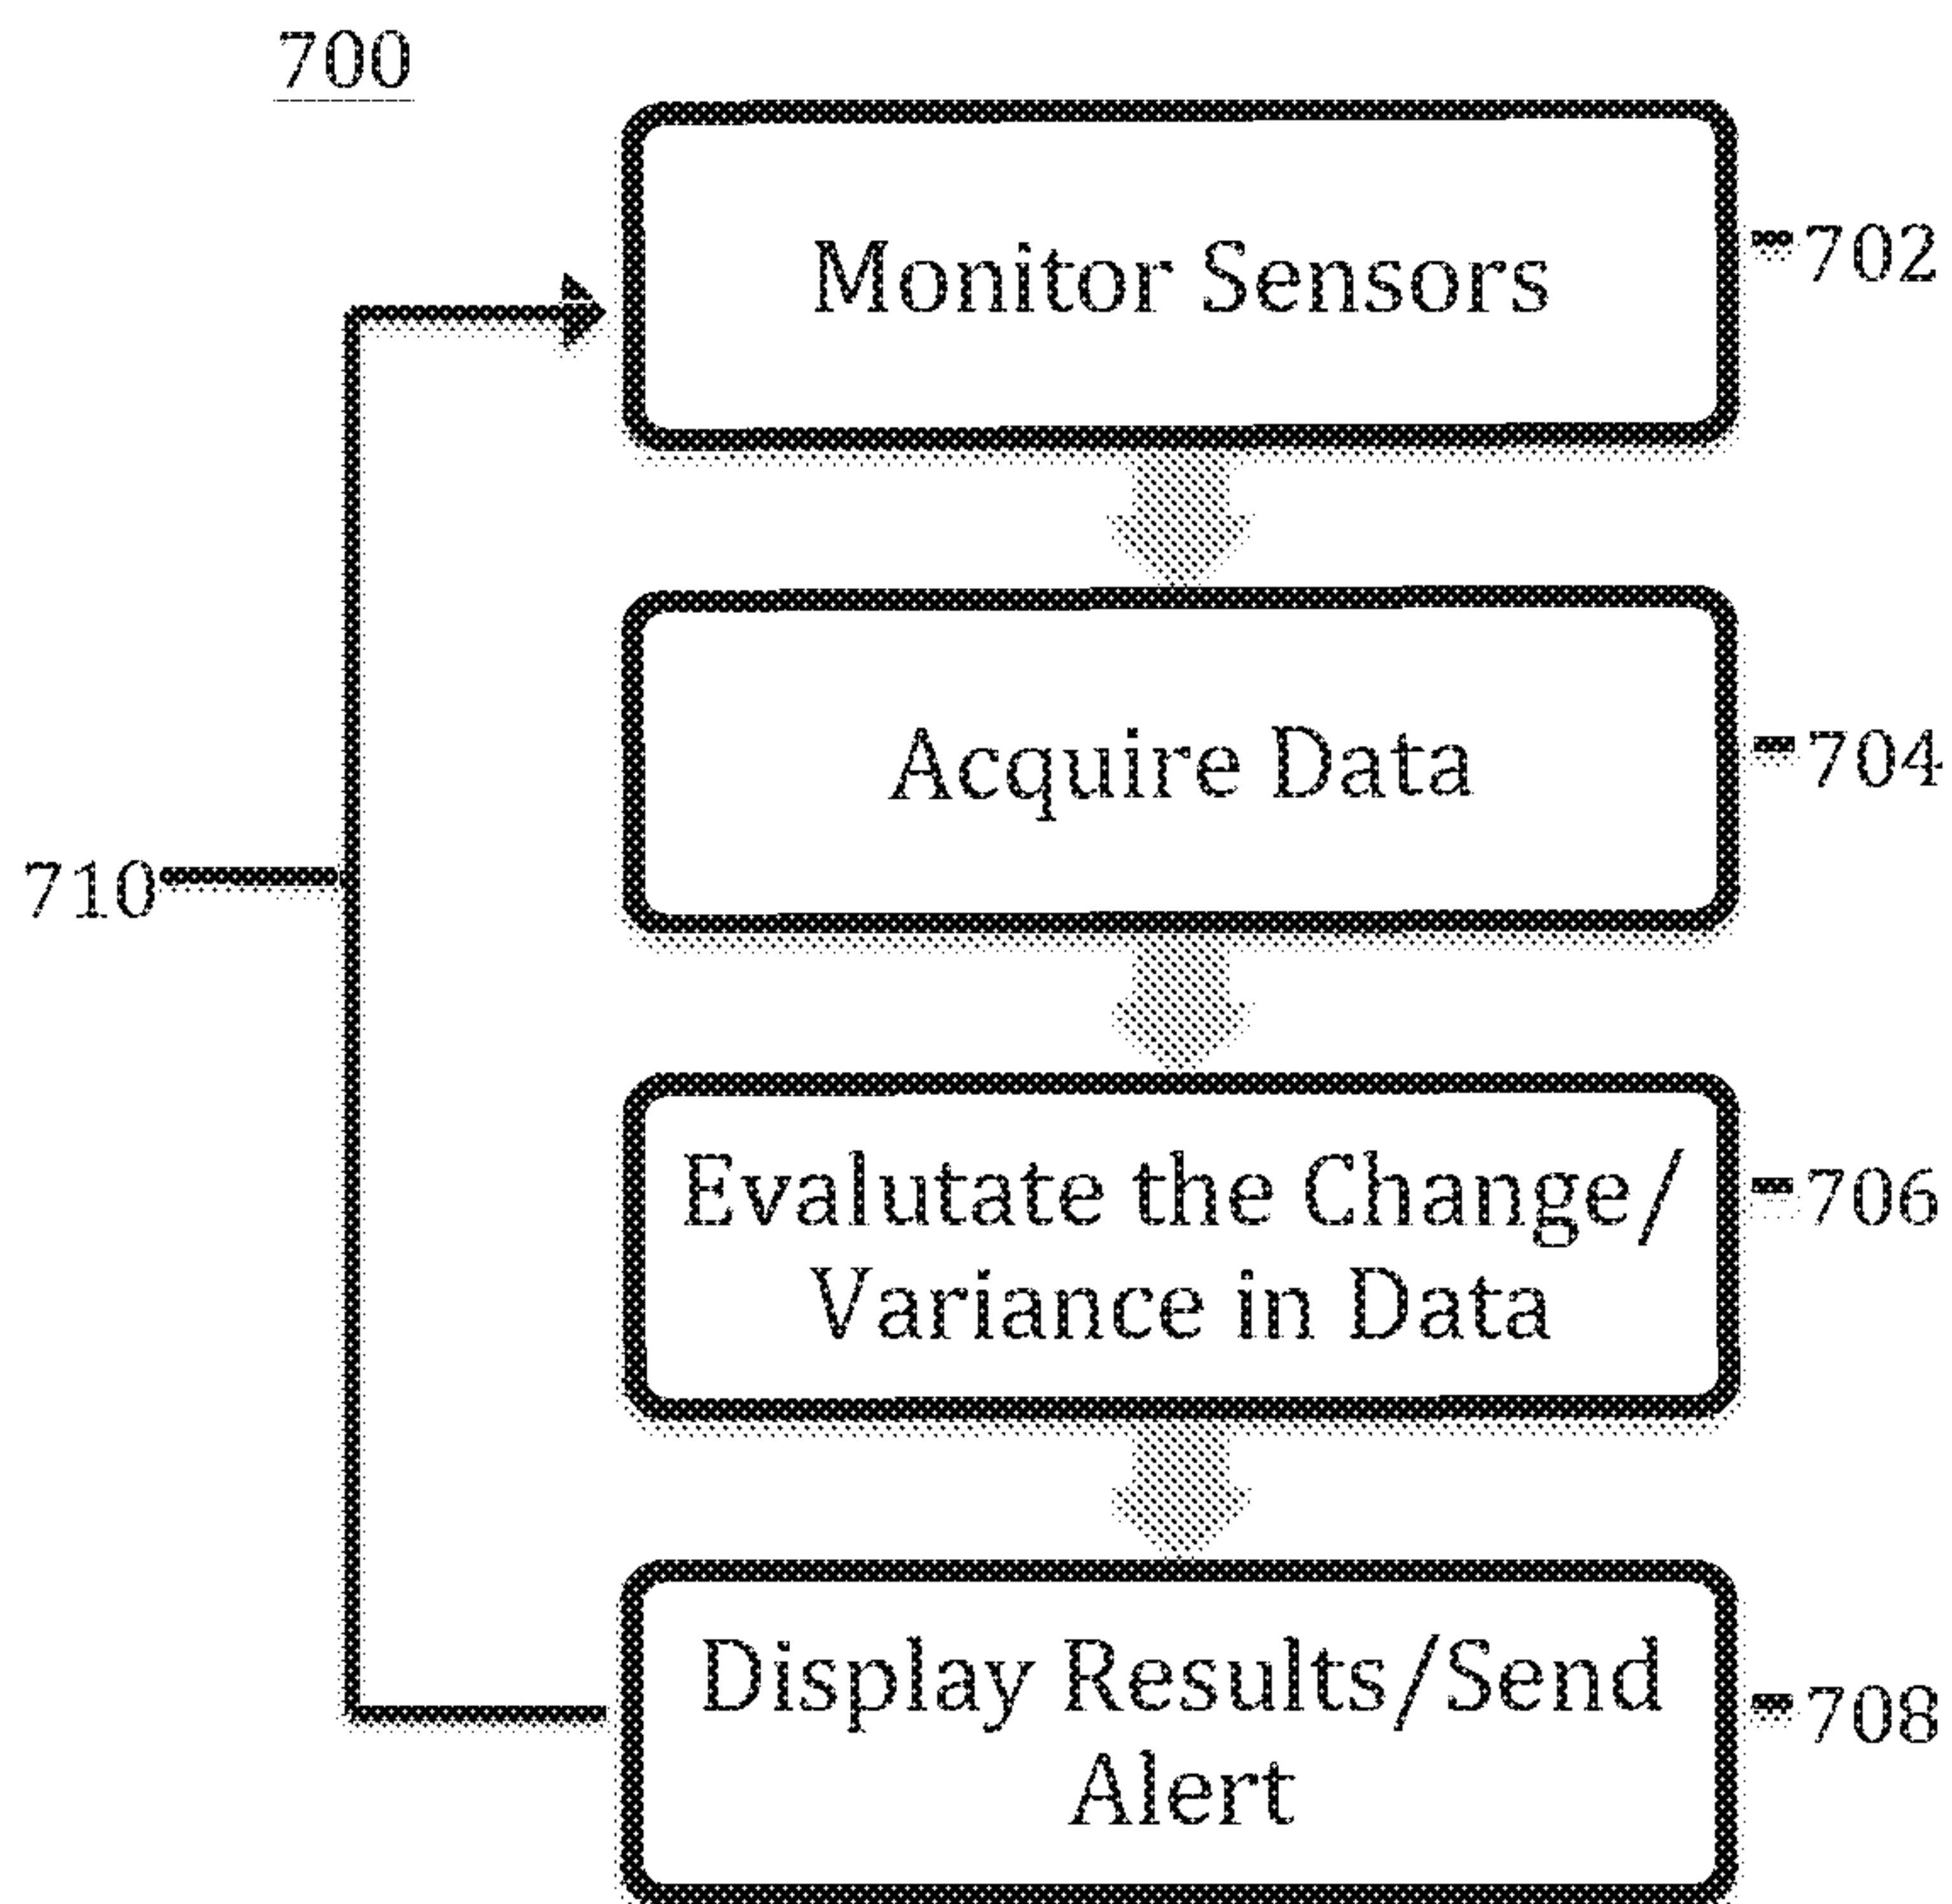 700
Monitor Sensors
702
Acquire Data
704
710
Evalutate the Change/
Variance in Data
706
Display Results/Send
Alert
708